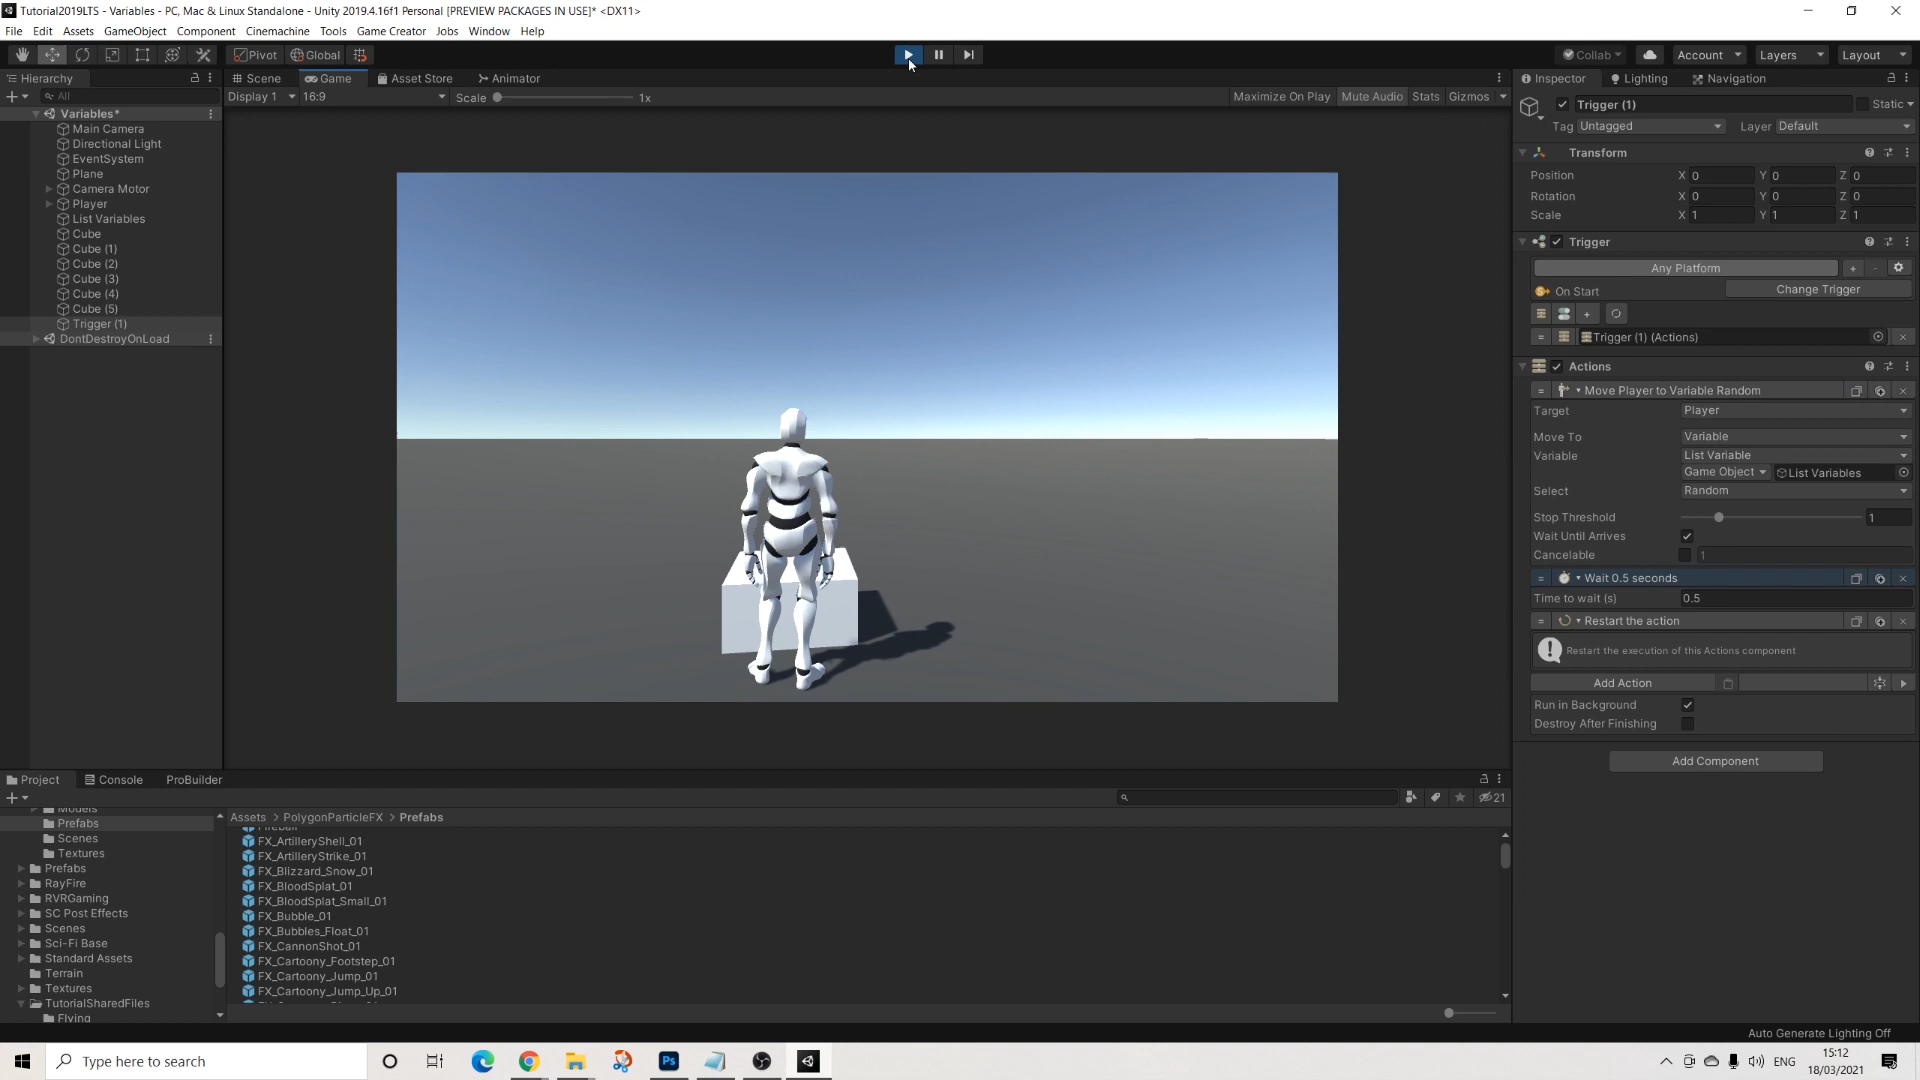 Tutorial2019LTS - Variables - PC, Mac & Linux Standalone - Unity 2019.4.16f1 Personal [PREVIEW PACKAGES IN USE]* <DX11>
File Edit Assets GameObject Component Cinemachine Tools Game Creator Jobs Window Help
Pivot Global Collab Account Layers Layout
Hierarchy Scene Game Asset Store Animator Inspector Lighting Navigation
All Display 1 16:9 Scale 1x Maximize On Play Mute Audio Stats Gizmos
Variables*
Main Camera
Directional Light
EventSystem
Plane
Camera Motor
Player
List Variables
Cube
Cube (1)
Cube (2)
Cube (3)
Cube (4)
Cube (5)
Trigger (1)
DontDestroyOnLoad
Trigger (1) Static
Tag Untagged Layer Default
Transform
Position X 0 Y 0 Z 0
Rotation X 0 Y 0 Z 0
Scale X 1 Y 1 Z 1
Trigger
Any Platform + -
On Start Change Trigger
Trigger (1) (Actions)
Actions
Move Player to Variable Random
Target Player
Move To Variable
Variable List Variable
Game Object List Variables
Select Random
Stop Threshold 1
Wait Until Arrives
Cancelable 1
Wait 0.5 seconds
Time to wait (s) 0.5
Restart the action
Restart the execution of this Actions component
Add Action
Run in Background
Destroy After Finishing
Add Component
Project Console ProBuilder
21
Models
Prefabs
Scenes
Textures
Prefabs
RayFire
RVRGaming
SC Post Effects
Scenes
Sci-Fi Base
Standard Assets
Terrain
Textures
TutorialSharedFiles
Flying
Assets > PolygonParticleFX > Prefabs
Fireball
FX_ArtilleryShell_01
FX_ArtilleryStrike_01
FX_Blizzard_Snow_01
FX_BloodSplat_01
FX_BloodSplat_Small_01
FX_Bubble_01
FX_Bubbles_Float_01
FX_CannonShot_01
FX_Cartoony_Footstep_01
FX_Cartoony_Jump_01
FX_Cartoony_Jump_Up_01
Auto Generate Lighting Off
Type here to search
Ps
ENG
15:12
18/03/2021